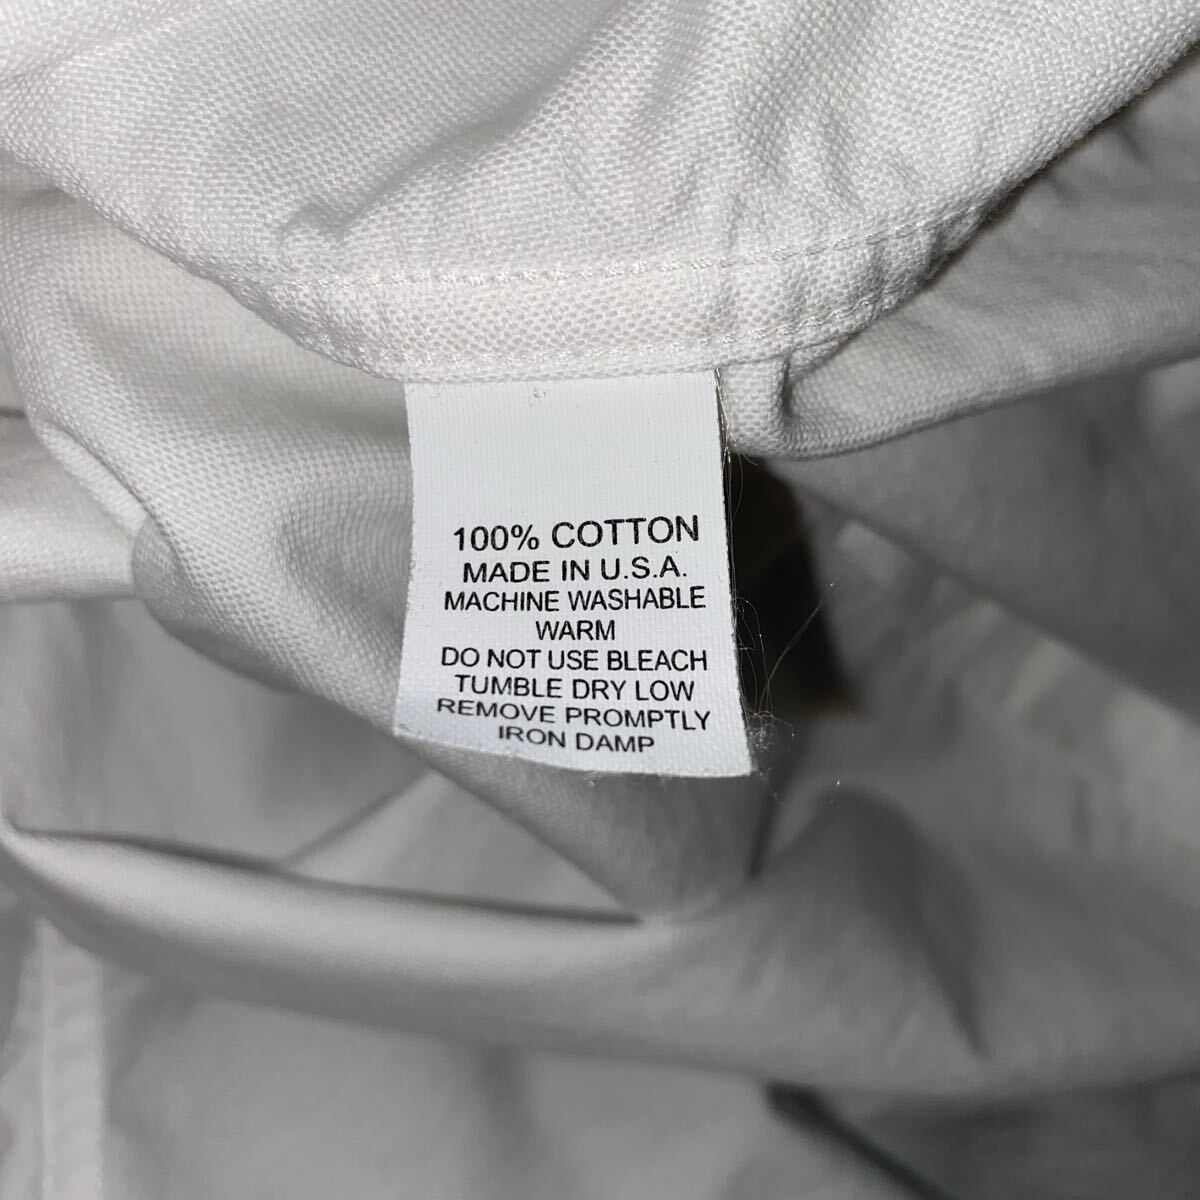 100% COTTON
MADE IN U.S.A.
MACHINE WASHABLE
WARM
DO NOT USE BLEACH
TUMBLE DRY LOW
REMOVE PROMPTLY
IRON DAMP